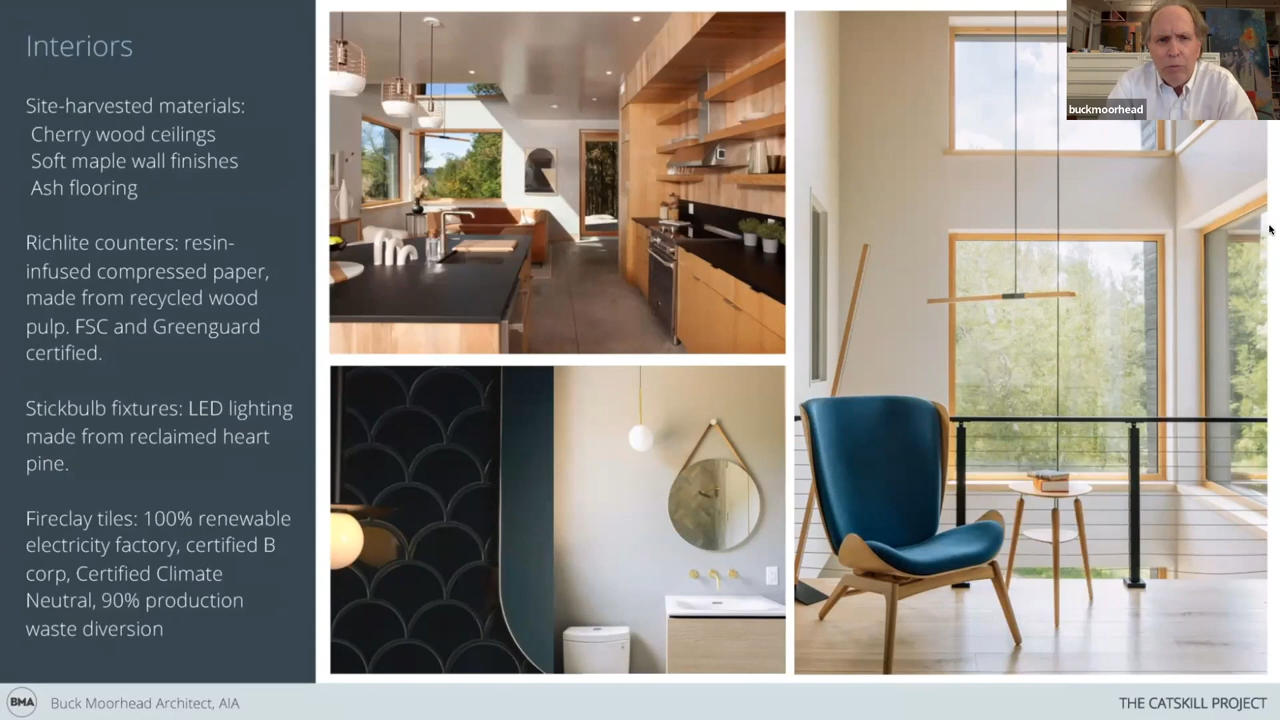 Interiors
Site-harvested materials:
Cherry wood ceilings
Soft maple wall finishes
Ash flooring
Richlite counters: resin-
infused compressed paper,
made from recycled wood
pulp. FSC and Greenguard
certified.
Stickbulb fixtures: LED lighting
made from reclaimed heart
pine.
Fireclay tiles: 100% renewable
electricity factory, certified B
corp, Certified Climate
Neutral, 90% production
waste diversion
buckmoorhead
BMA
Buck Moorhead Architect, AIA
THE CATSKILL PROJECT